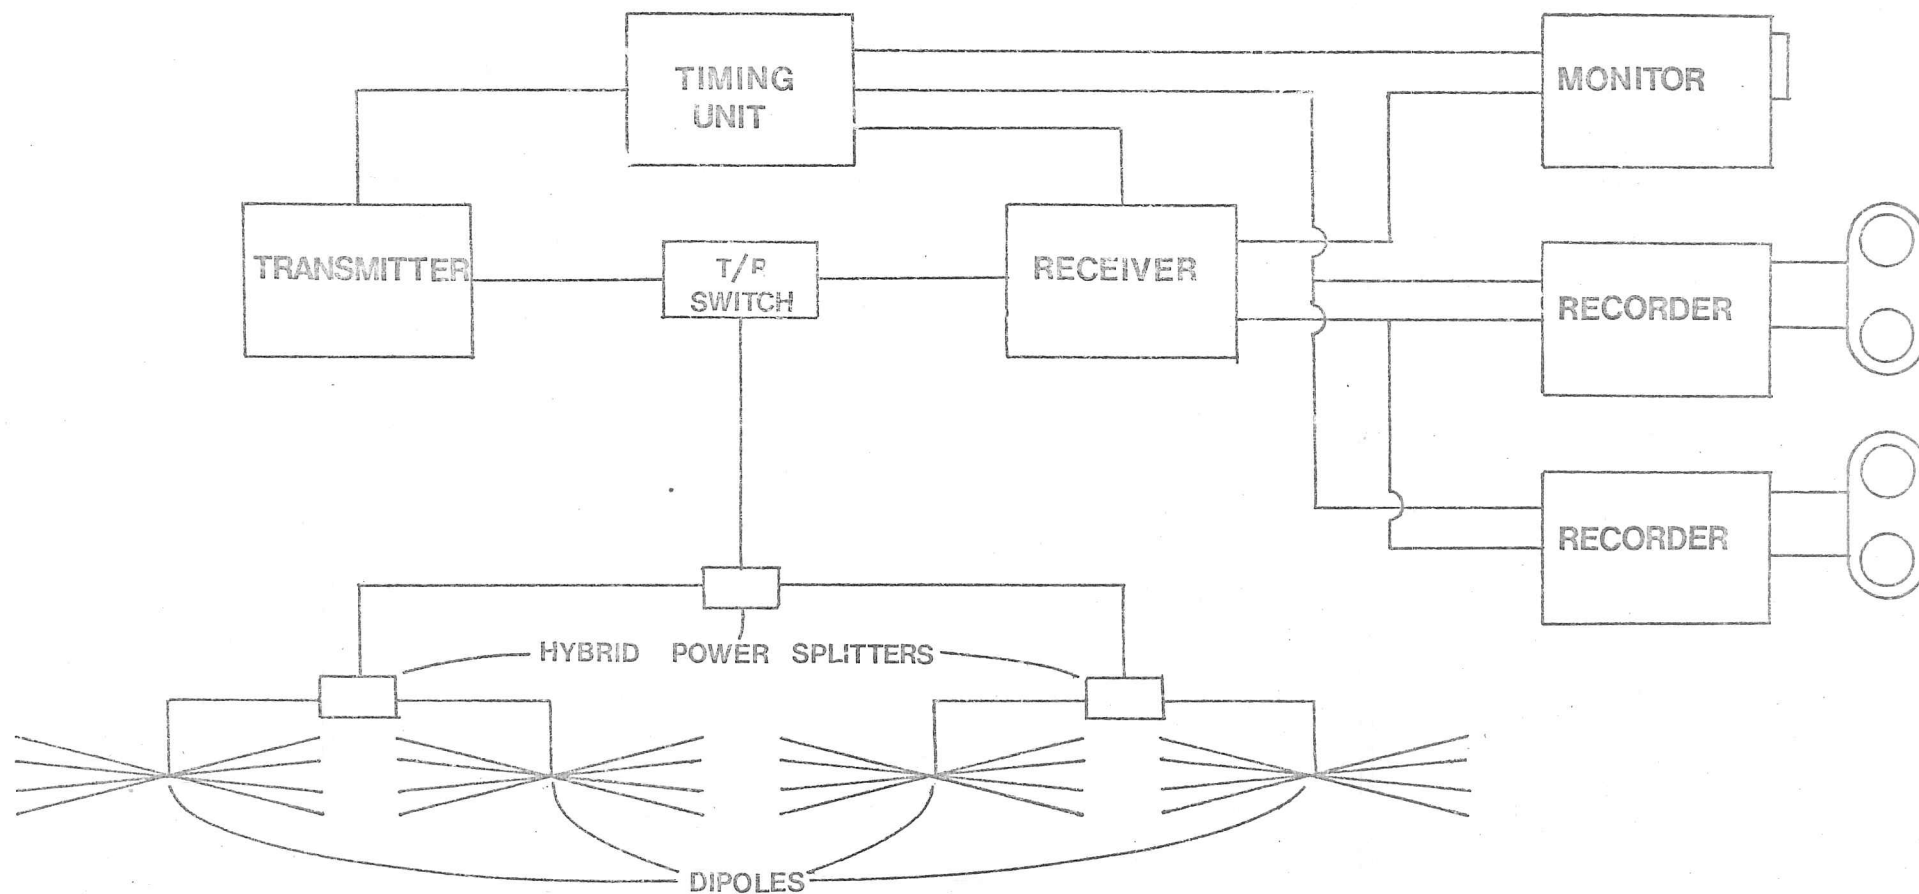 TIMING
UNIT
MONITOR
TRANSMITTER
T/R
SWITCH
RECEIVER
RECORDER
RECORDER
HYBRID POWER SPLITTERS
DIPOLES